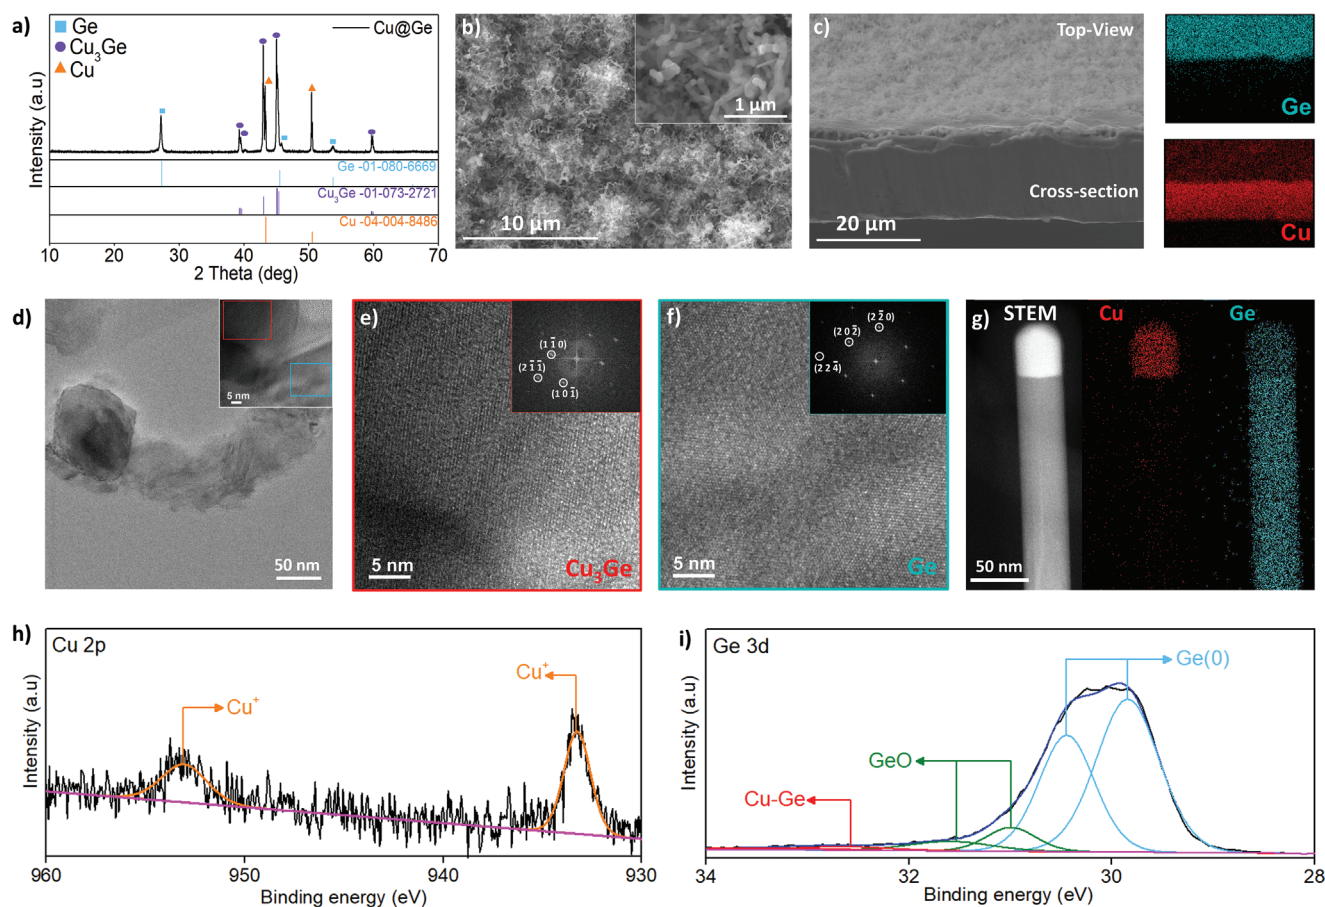 a)
Ge
Cu₃Ge
Cu
Cu@Ge
Intensity (a.u)
Ge -01-080-6669
Cu₃Ge -01-073-2721
Cu -04-004-8486
10 20 30 40 50 60 70
2 Theta (deg)
b)
1 µm
10 µm
c)
Top-View
Cross-section
20 µm
Ge
Cu
d)
5 nm
50 nm
e)
(1 1̄ 0)
(2 1̄ 1̄)
(1 0 1̄)
5 nm
Cu₃Ge
f)
(2 2̄ 0)
(2 0 2̄)
(2 2 4̄)
5 nm
Ge
g)
STEM
Cu
Ge
50 nm
h)
Cu 2p
Cu⁺
Cu⁺
Intensity (a.u)
960 950 940 930
Binding energy (eV)
i)
Ge 3d
Ge(0)
GeO
Cu-Ge
Intensity (a.u)
34 32 30 28
Binding energy (eV)